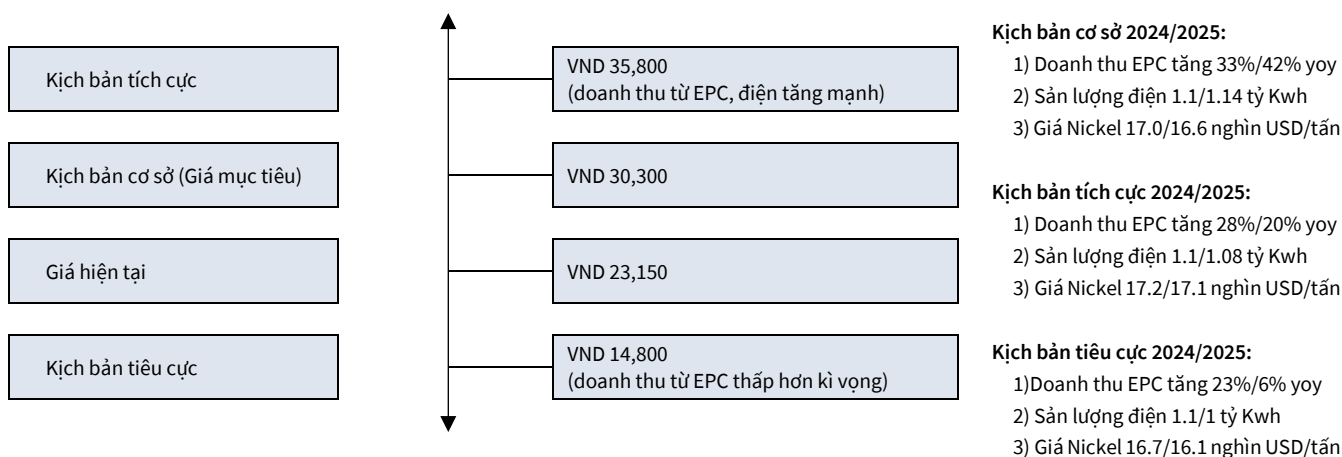 Kịch bản tích cực
VND 35,800
(doanh thu từ EPC, điện tăng mạnh)
Kịch bản cơ sở (Giá mục tiêu)
VND 30,300
Giá hiện tại
VND 23,150
Kịch bản tiêu cực
VND 14,800
(doanh thu từ EPC thấp hơn kì vọng)
Kịch bản cơ sở 2024/2025:
1) Doanh thu EPC tăng 33%/42% yoy
2) Sản lượng điện 1.1/1.14 tỷ Kwh
3) Giá Nickel 17.0/16.6 nghìn USD/tấn
Kịch bản tích cực 2024/2025:
1) Doanh thu EPC tăng 28%/20% yoy
2) Sản lượng điện 1.1/1.08 tỷ Kwh
3) Giá Nickel 17.2/17.1 nghìn USD/tấn
Kịch bản tiêu cực 2024/2025:
1)Doanh thu EPC tăng 23%/6% yoy
2) Sản lượng điện 1.1/1 tỷ Kwh
3) Giá Nickel 16.7/16.1 nghìn USD/tấn